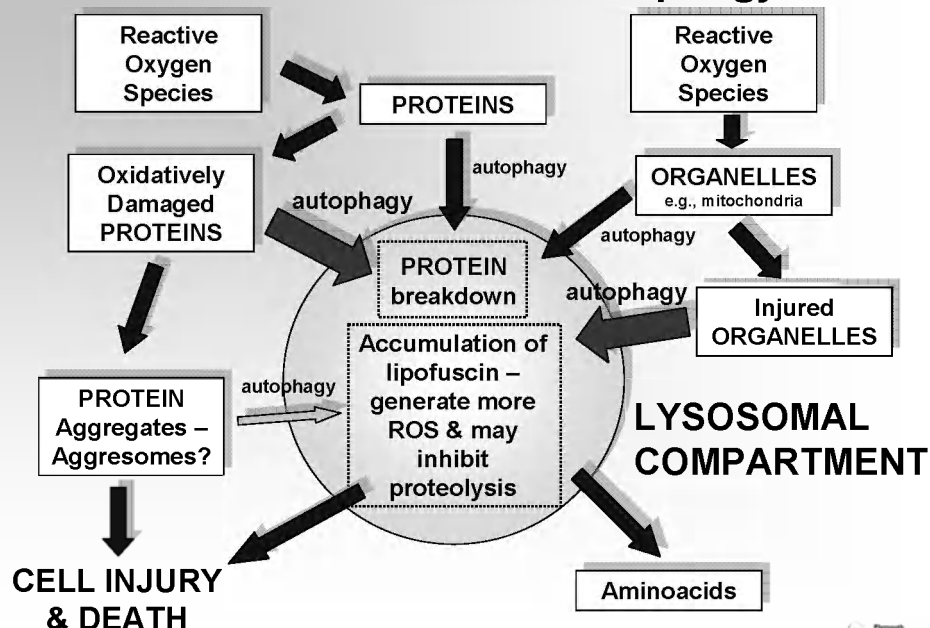 Reactive
Oxygen
Species
Reactive
Oxygen
Species
PROTEINS
autophagy
ORGANELLES
e.g., mitochondria
Oxidatively
Damaged
PROTEINS
autophagy
autophagy
PROTEIN
breakdown
autophagy
Injured
ORGANELLES
Accumulation of
lipofuscin –
generate more
ROS & may
inhibit
proteolysis
PROTEIN
Aggregates –
Aggresomes?
autophagy
LYSOSOMAL
COMPARTMENT
CELL INJURY
& DEATH
Aminoacids